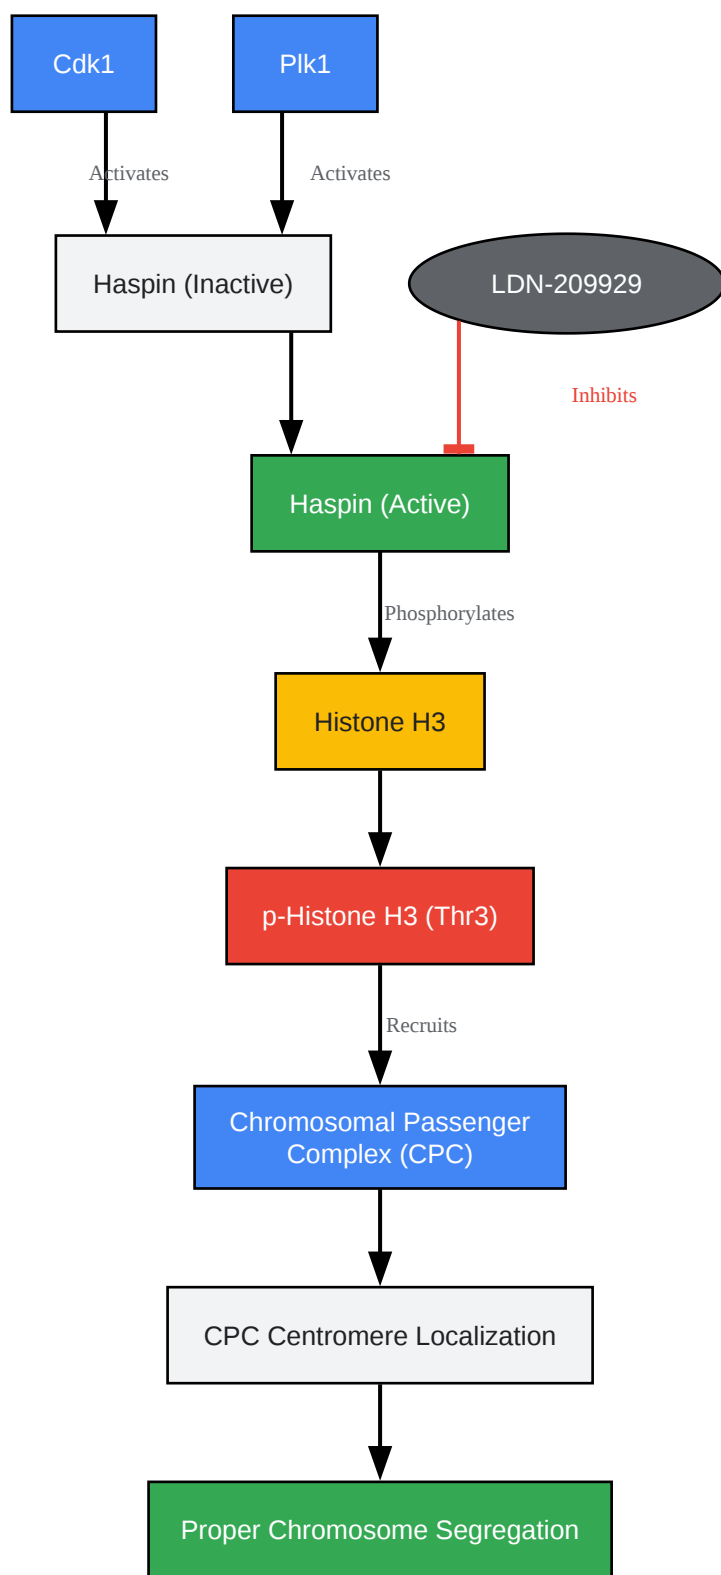 Cdk1
Plk1
Activates
Activates
Haspin (Inactive)
LDN-209929
Inhibits
Haspin (Active)
Phosphorylates
Histone H3
p-Histone H3 (Thr3)
Recruits
Chromosomal Passenger
Complex (CPC)
CPC Centromere Localization
Proper Chromosome Segregation